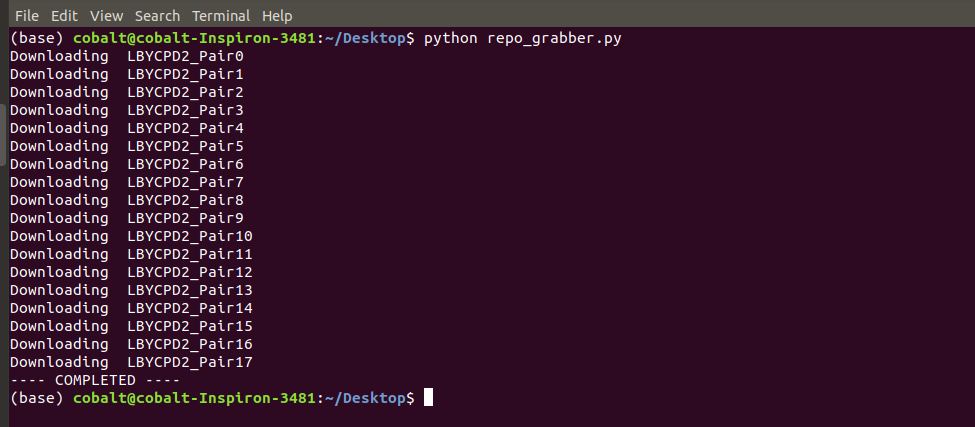 File Edit View Search Terminal Help
(base) cobalt@cobalt-Inspiron-3481:~/Desktop$ python repo_grabber.py
Downloading  LBYCPD2_Pair0
Downloading  LBYCPD2_Pair1
Downloading  LBYCPD2_Pair2
Downloading  LBYCPD2_Pair3
Downloading  LBYCPD2_Pair4
Downloading  LBYCPD2_Pair5
Downloading  LBYCPD2_Pair6
Downloading  LBYCPD2_Pair7
Downloading  LBYCPD2_Pair8
Downloading  LBYCPD2_Pair9
Downloading  LBYCPD2_Pair10
Downloading  LBYCPD2_Pair11
Downloading  LBYCPD2_Pair12
Downloading  LBYCPD2_Pair13
Downloading  LBYCPD2_Pair14
Downloading  LBYCPD2_Pair15
Downloading  LBYCPD2_Pair16
Downloading  LBYCPD2_Pair17
---- COMPLETED ----
(base) cobalt@cobalt-Inspiron-3481:~/Desktop$